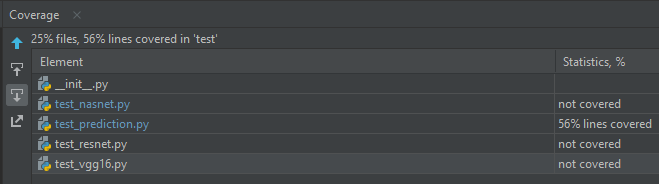 Coverage ×
25% files, 56% lines covered in 'test'
Element Statistics, %
__init__.py
test_nasnet.py not covered
test_prediction.py 56% lines covered
test_resnet.py not covered
test_vgg16.py not covered